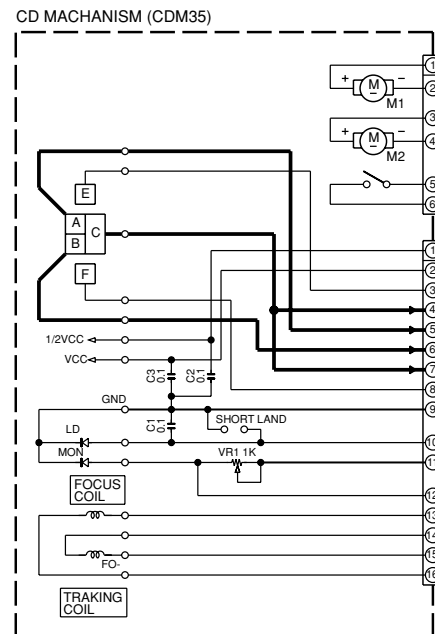 CD MACHANISM (CDM35)
1
+ M −
2
M1
3
+ M −
4
M2
5
6
E
A
C
B
1
2
3
4
F
5
1/2VCC
6
VCC
7
C3 0.1
C2 0.1
8
GND
9
C1 0.1
SHORT LAND
LD
10
MON
VR1 1K
11
FOCUS
COIL
12
13
14
FO-
15
16
TRAKING
COIL